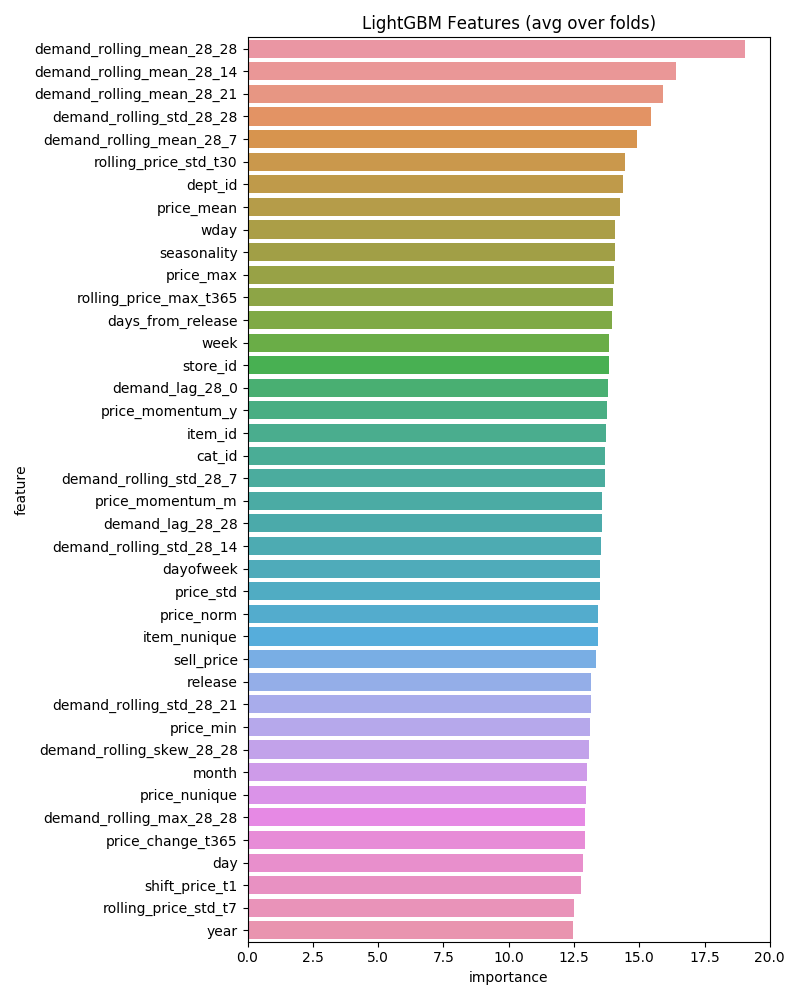 LightGBM Features (avg over folds)
demand_rolling_mean_28_28
demand_rolling_mean_28_14
demand_rolling_mean_28_21
demand_rolling_std_28_28
demand_rolling_mean_28_7
rolling_price_std_t30
dept_id
price_mean
wday
seasonality
price_max
rolling_price_max_t365
days_from_release
week
store_id
demand_lag_28_0
price_momentum_y
item_id
cat_id
demand_rolling_std_28_7
price_momentum_m
demand_lag_28_28
demand_rolling_std_28_14
dayofweek
price_std
price_norm
item_nunique
sell_price
release
demand_rolling_std_28_21
price_min
demand_rolling_skew_28_28
month
price_nunique
demand_rolling_max_28_28
price_change_t365
day
shift_price_t1
rolling_price_std_t7
year
feature
0.0 2.5 5.0 7.5 10.0 12.5 15.0 17.5 20.0
importance